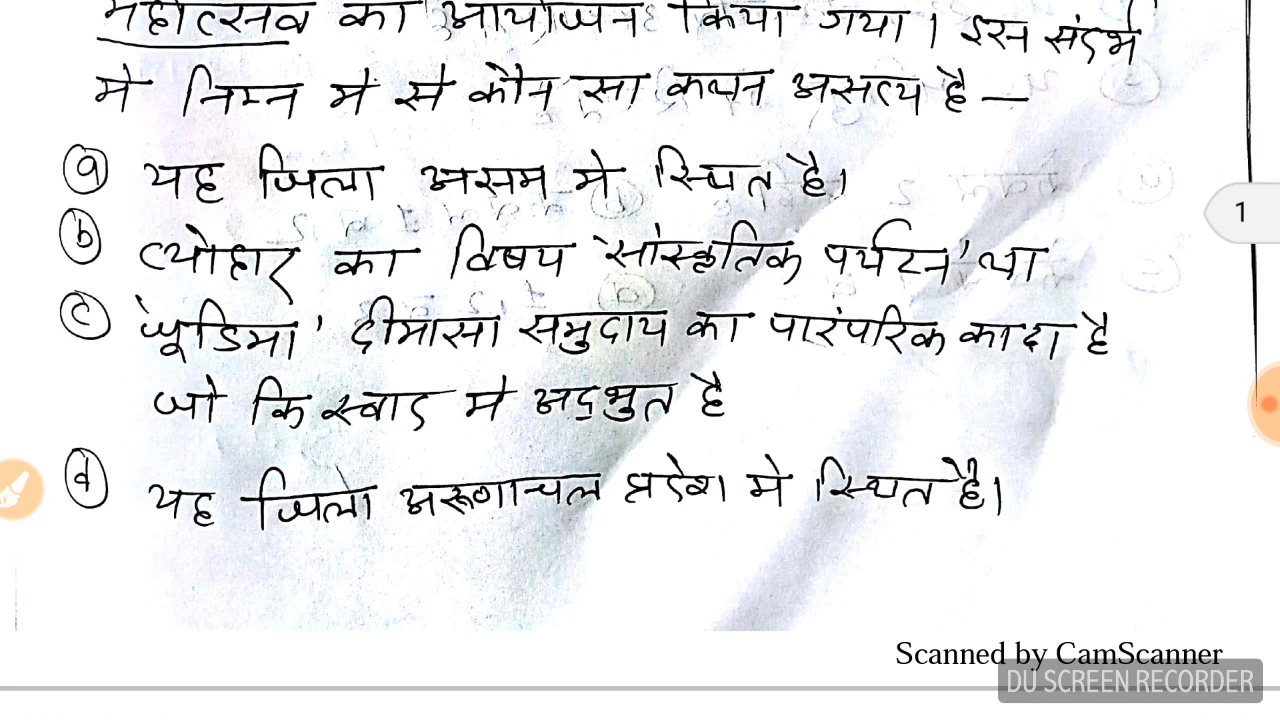 महोत्सव का आयोजन किया गया। इस संदर्भ
मे निम्न मे से कौन सा कथन असत्य है —
(a) यह जिला असम मे स्थित है।
(b) त्योहार का विषय 'सांस्कृतिक पर्यटन' था
(c) 'जूडिमा' दीमासा समुदाय का पारंपरिक काढा है
जो कि स्वाद मे अद्भुत है
(d) यह जिला अरूणाचल प्रदेश मे स्थित है।
1
Scanned by CamScanner
DU SCREEN RECORDER